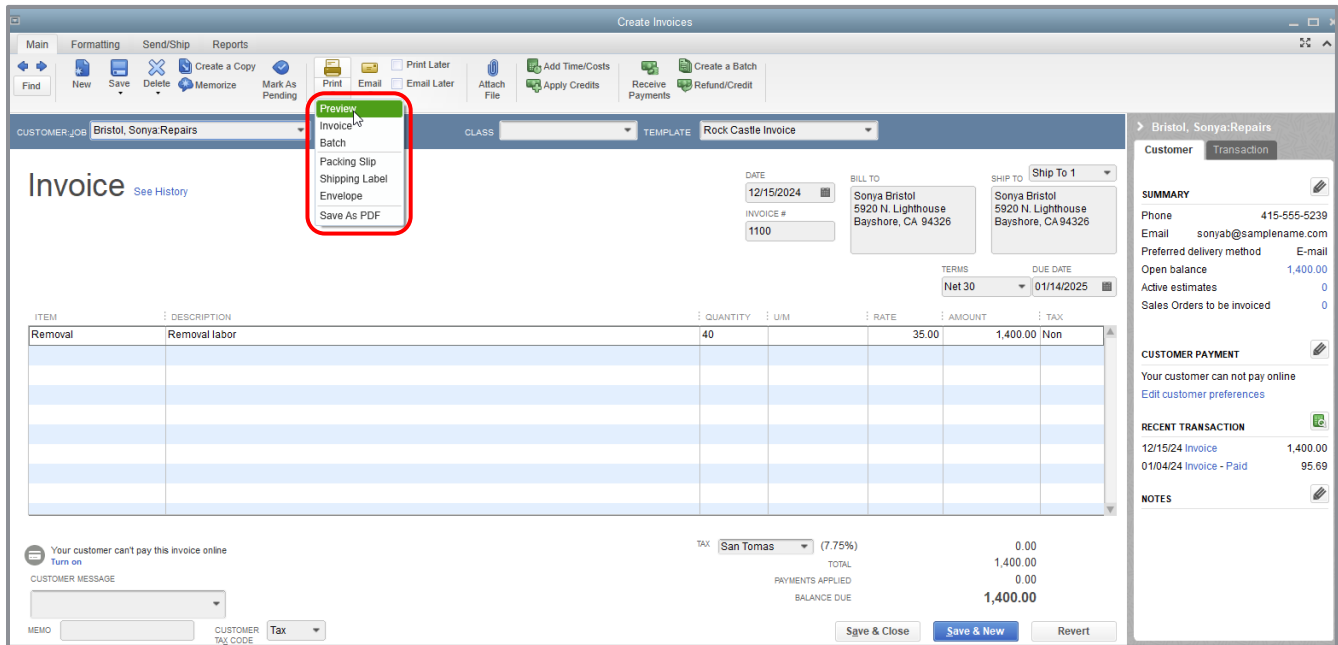 Create Invoices
Main Formatting Send/Ship Reports
Find New Save Delete Create a Copy Memorize Mark As Pending Print Email Print Later Email Later Attach File Add Time/Costs Apply Credits Receive Payments Create a Batch Refund/Credit
Preview
Invoice
Batch
Packing Slip
Shipping Label
Envelope
Save As PDF
CUSTOMER:JOB Bristol, Sonya:Repairs CLASS TEMPLATE Rock Castle Invoice
Invoice See History
DATE
12/15/2024
INVOICE #
1100
BILL TO
Sonya Bristol
5920 N. Lighthouse
Bayshore, CA 94326
SHIP TO Ship To 1
Sonya Bristol
5920 N. Lighthouse
Bayshore, CA94326
TERMS DUE DATE
Net 30 01/14/2025
ITEM DESCRIPTION QUANTITY U/M RATE AMOUNT TAX
Removal Removal labor 40 35.00 1,400.00 Non
Your customer can't pay this invoice online
Turn on
CUSTOMER MESSAGE
MEMO
CUSTOMER TAX CODE Tax
TAX San Tomas (7.75%) 0.00
TOTAL 1,400.00
PAYMENTS APPLIED 0.00
BALANCE DUE 1,400.00
Save & Close Save & New Revert
Bristol, Sonya:Repairs
Customer Transaction
SUMMARY
Phone 415-555-5239
Email sonyab@samplename.com
Preferred delivery method E-mail
Open balance 1,400.00
Active estimates 0
Sales Orders to be invoiced 0
CUSTOMER PAYMENT
Your customer can not pay online
Edit customer preferences
RECENT TRANSACTION
12/15/24 Invoice 1,400.00
01/04/24 Invoice - Paid 95.69
NOTES